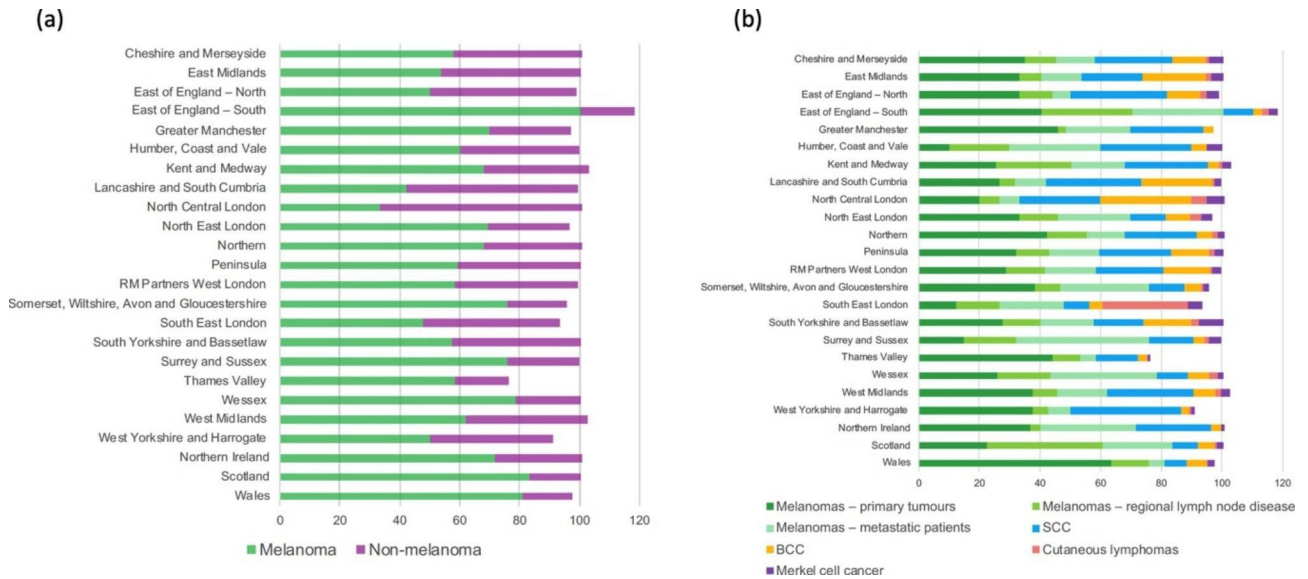 (a)
Cheshire and Merseyside
East Midlands
East of England – North
East of England – South
Greater Manchester
Humber, Coast and Vale
Kent and Medway
Lancashire and South Cumbria
North Central London
North East London
Northern
Peninsula
RM Partners West London
Somerset, Wiltshire, Avon and Gloucestershire
South East London
South Yorkshire and Bassetlaw
Surrey and Sussex
Thames Valley
Wessex
West Midlands
West Yorkshire and Harrogate
Northern Ireland
Scotland
Wales
0 20 40 60 80 100 120
Melanoma Non-melanoma
(b)
Cheshire and Merseyside
East Midlands
East of England – North
East of England – South
Greater Manchester
Humber, Coast and Vale
Kent and Medway
Lancashire and South Cumbria
North Central London
North East London
Northern
Peninsula
RM Partners West London
Somerset, Wiltshire, Avon and Gloucestershire
South East London
South Yorkshire and Bassetlaw
Surrey and Sussex
Thames Valley
Wessex
West Midlands
West Yorkshire and Harrogate
Northern Ireland
Scotland
Wales
0 20 40 60 80 100 120
Melanomas – primary tumours Melanomas – regional lymph node disease
Melanomas – metastatic patients SCC
BCC Cutaneous lymphomas
Merkel cell cancer